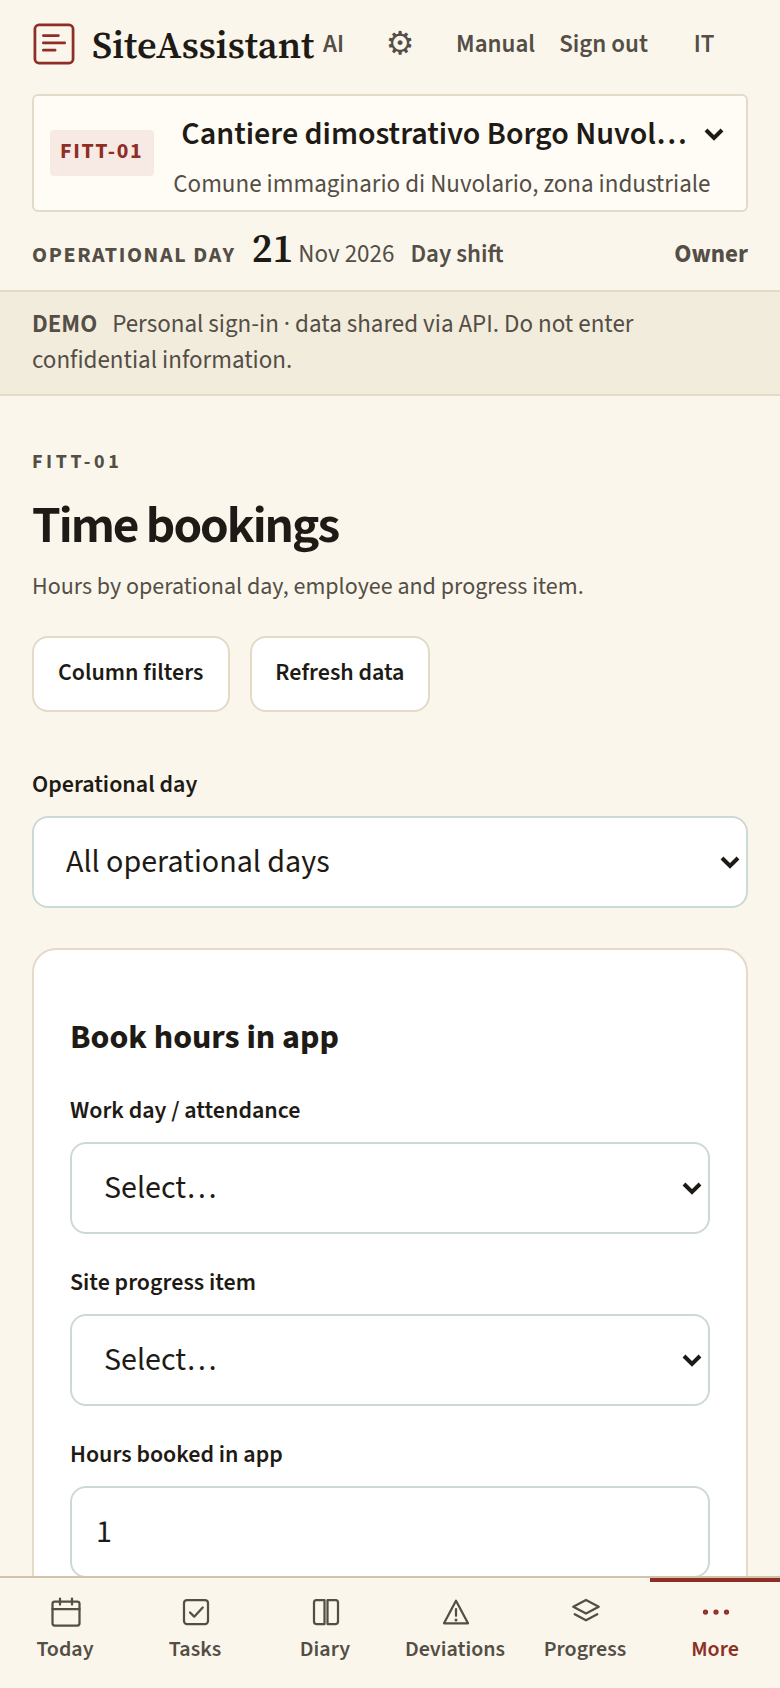 SiteAssistant AI ⚙ Manual Sign out IT
FITT-01 Cantiere dimostrativo Borgo Nuvol…
Comune immaginario di Nuvolario, zona industriale
OPERATIONAL DAY 21 Nov 2026 Day shift Owner
DEMO Personal sign-in · data shared via API. Do not enter
confidential information.
FITT-01
Time bookings
Hours by operational day, employee and progress item.
Column filters Refresh data
Operational day
All operational days
Book hours in app
Work day / attendance
Select…
Site progress item
Select…
Hours booked in app
1
Today Tasks Diary Deviations Progress More